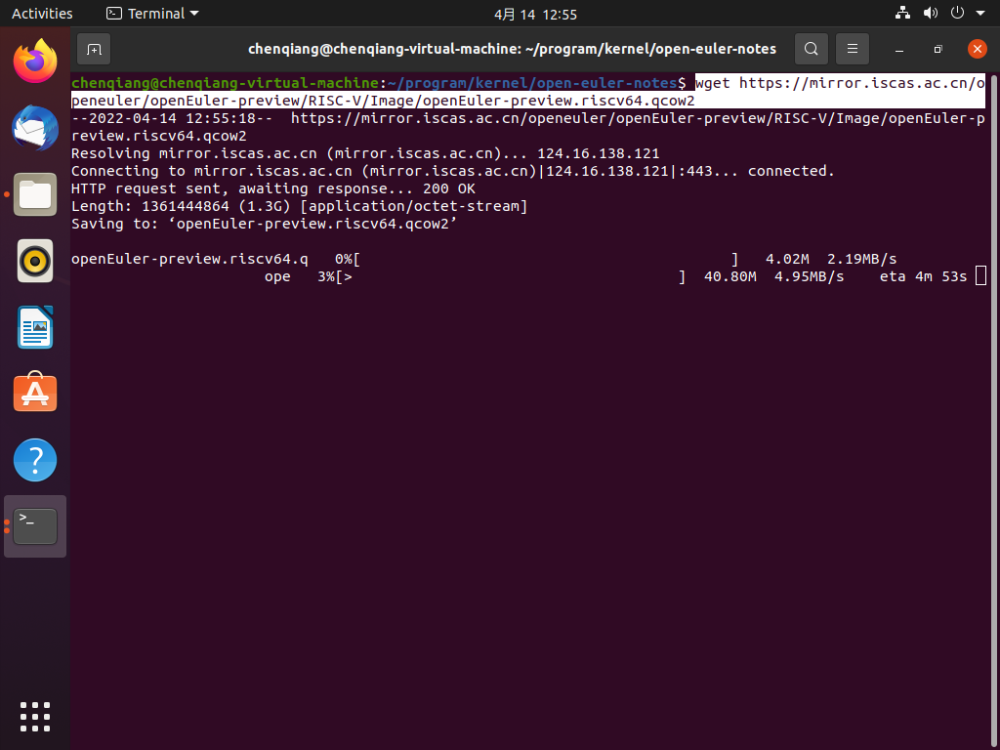 Activities Terminal 4月 14 12:55
chenqiang@chenqiang-virtual-machine: ~/program/kernel/open-euler-notes
chenqiang@chenqiang-virtual-machine:~/program/kernel/open-euler-notes$ wget https://mirror.iscas.ac.cn/o
peneuler/openEuler-preview/RISC-V/Image/openEuler-preview.riscv64.qcow2
--2022-04-14 12:55:18--  https://mirror.iscas.ac.cn/openeuler/openEuler-preview/RISC-V/Image/openEuler-p
review.riscv64.qcow2
Resolving mirror.iscas.ac.cn (mirror.iscas.ac.cn)... 124.16.138.121
Connecting to mirror.iscas.ac.cn (mirror.iscas.ac.cn)|124.16.138.121|:443... connected.
HTTP request sent, awaiting response... 200 OK
Length: 1361444864 (1.3G) [application/octet-stream]
Saving to: ‘openEuler-preview.riscv64.qcow2’
openEuler-preview.riscv64.q   0%[                                          ]   4.02M  2.19MB/s
ope   3%[>                                     ]  40.80M  4.95MB/s    eta 4m 53s